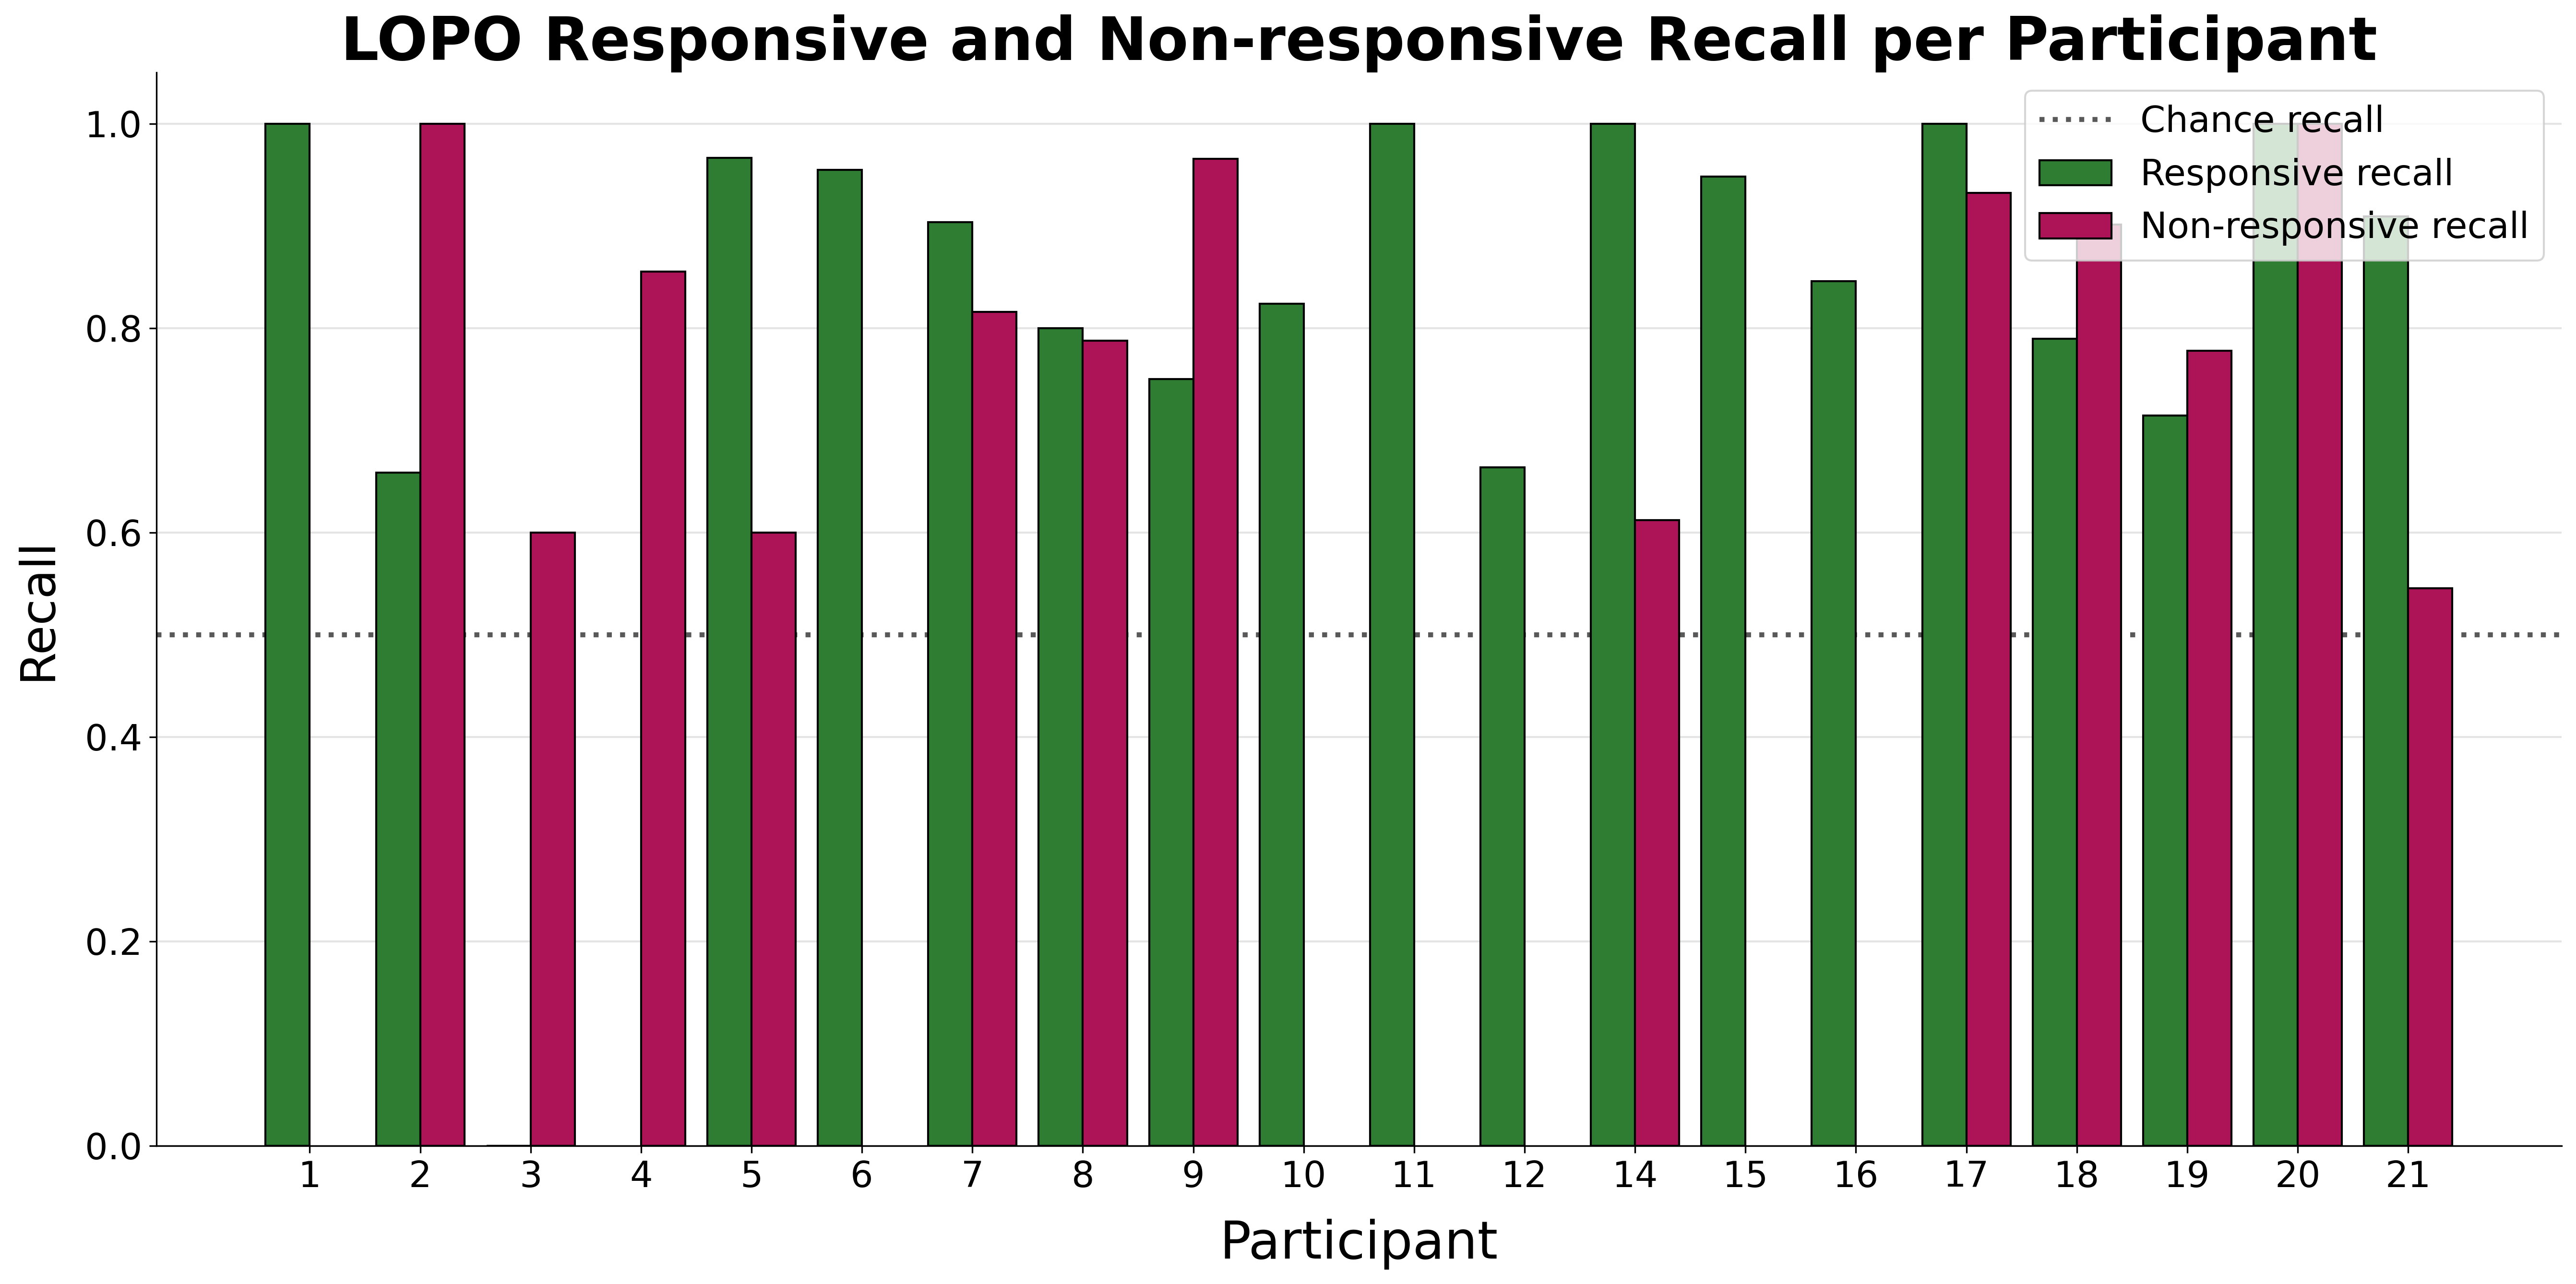 LOPO Responsive and Non-responsive Recall per Participant
Chance recall
Responsive recall
Non-responsive recall
1.0
0.8
0.6
0.4
0.2
0.0
Recall
1 2 3 4 5 6 7 8 9 10 11 12 14 15 16 17 18 19 20 21
Participant